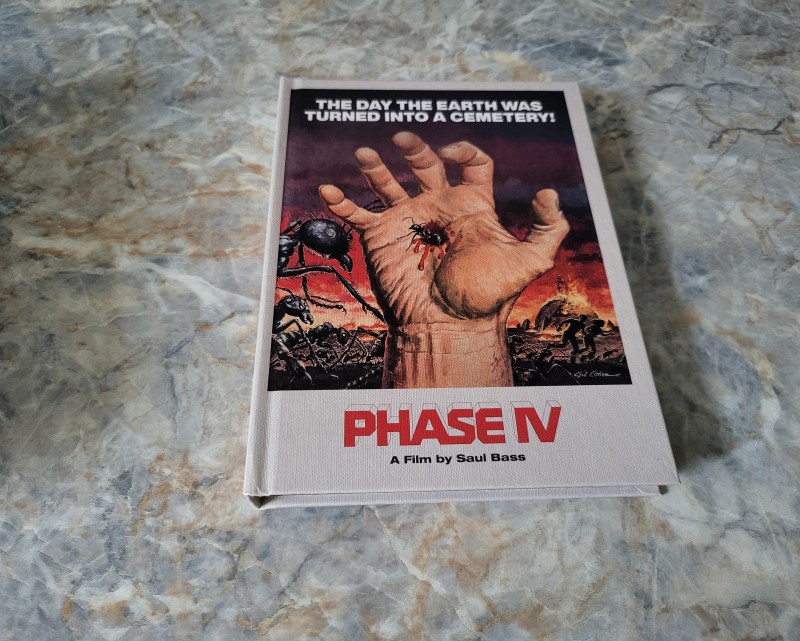 THE DAY THE EARTH WAS
TURNED INTO A CEMETERY!
PHASE IV
A Film by Saul Bass